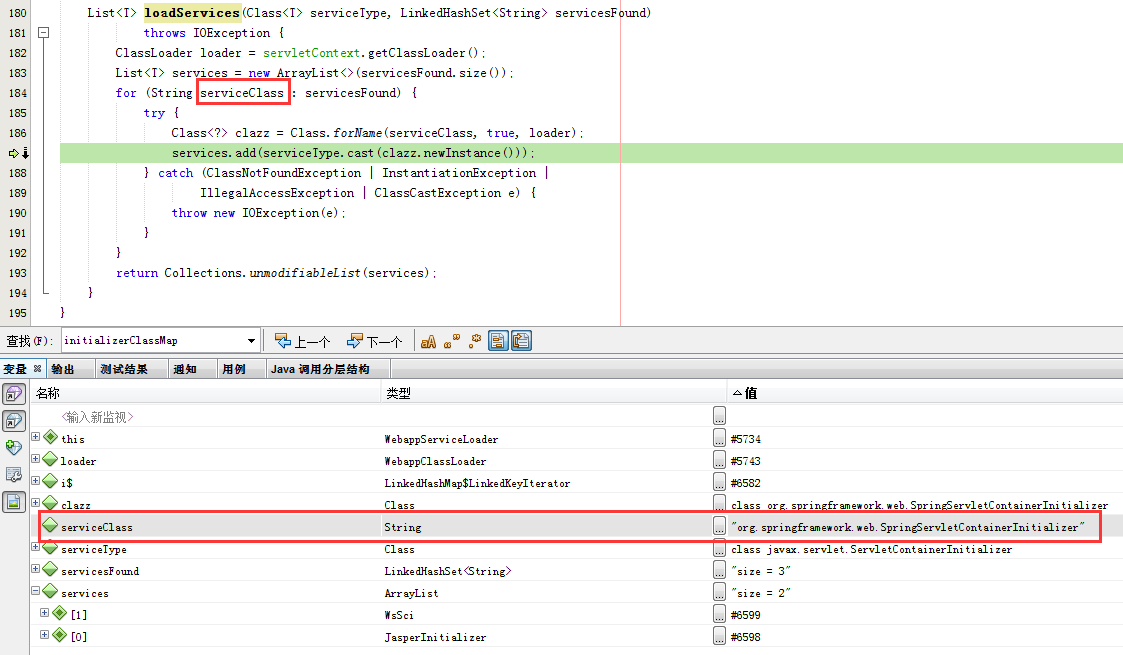 180 List<T> loadServices(Class<T> serviceType, LinkedHashSet<String> servicesFound)
181 throws IOException {
182 ClassLoader loader = servletContext.getClassLoader();
183 List<T> services = new ArrayList<>(servicesFound.size());
184 for (String serviceClass : servicesFound) {
185 try {
186 Class<?> clazz = Class.forName(serviceClass, true, loader);
services.add(serviceType.cast(clazz.newInstance()));
188 } catch (ClassNotFoundException | InstantiationException |
189 IllegalAccessException | ClassCastException e) {
190 throw new IOException(e);
191 }
192 }
193 return Collections.unmodifiableList(services);
194 }
195 }
查找(F): initializerClassMap 上一个 下一个 aA “” .*
变量 输出 测试结果 通知 用例 Java 调用分层结构
名称 类型 值
<输入新监视> ...
this WebappServiceLoader ... #5734
loader WebappClassLoader ... #5743
i$ LinkedHashMap$LinkedKeyIterator ... #6582
clazz Class ... class org.springframework.web.SpringServletContainerInitializer
serviceClass String ... "org.springframework.web.SpringServletContainerInitializer"
serviceType Class ... class javax.servlet.ServletContainerInitializer
servicesFound LinkedHashSet<String> ... "size = 3"
services ArrayList ... "size = 2"
[1] WsSci ... #6599
[0] JasperInitializer ... #6598